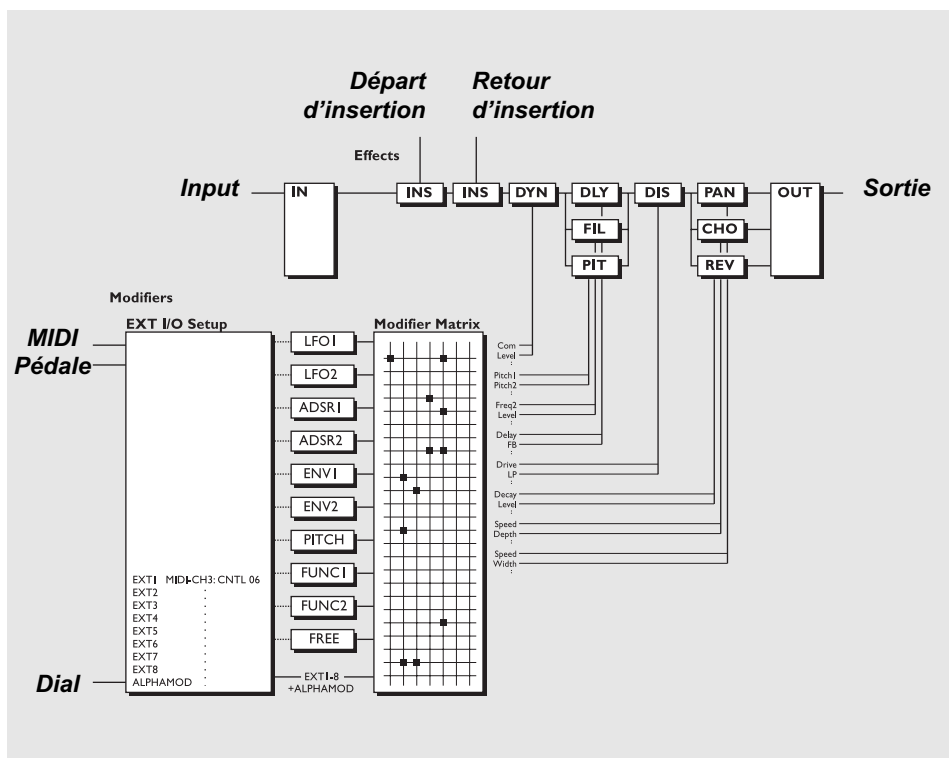 Départ
d'insertion
Retour
d'insertion
Effects
Input
IN
INS
INS
DYN
DLY
DIS
PAN
OUT
Sortie
FIL
CHO
PIT
REV
Modifiers
EXT I/O Setup
Modifier Matrix
MIDI
Pédale
LFO1
LFO2
ADSR1
ADSR2
ENV1
ENV2
PITCH
FUNC1
FUNC2
FREE
Com
Level
:
Pitch1
Pitch2
:
Freq2
Level
:
Delay
FB
:
Drive
LP
:
Decay
Level
:
Speed
Depth
:
Speed
Width
:
EXT1 MIDI-CH3: CNTL 06
EXT2 :
EXT3 :
EXT4 :
EXT5 :
EXT6 :
EXT7 :
EXT8 :
ALPHAMOD :
Dial
EXT1-8
+ALPHAMOD